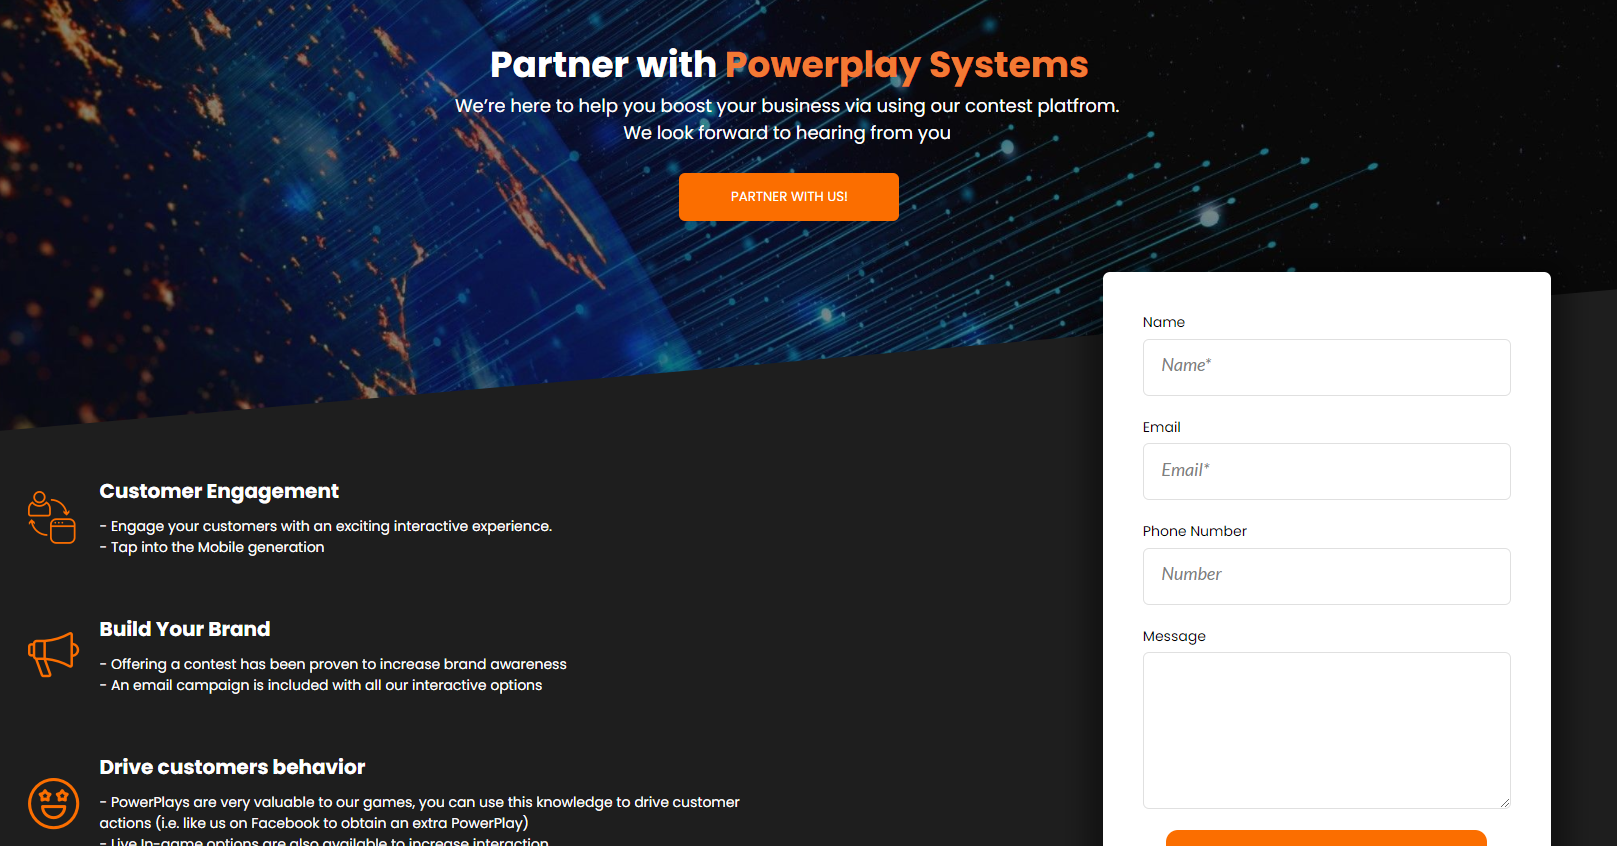 Partner with Powerplay Systems
We're here to help you boost your business via using our contest platfrom.
We look forward to hearing from you
PARTNER WITH US!
Name
Name*
Email
Email*
Phone Number
Number
Message
Customer Engagement
- Engage your customers with an exciting interactive experience.
- Tap into the Mobile generation
Build Your Brand
- Offering a contest has been proven to increase brand awareness
- An email campaign is included with all our interactive options
Drive customers behavior
- PowerPlays are very valuable to our games, you can use this knowledge to drive customer
actions (i.e. like us on Facebook to obtain an extra PowerPlay)
- Live In-game options are also available to increase interaction